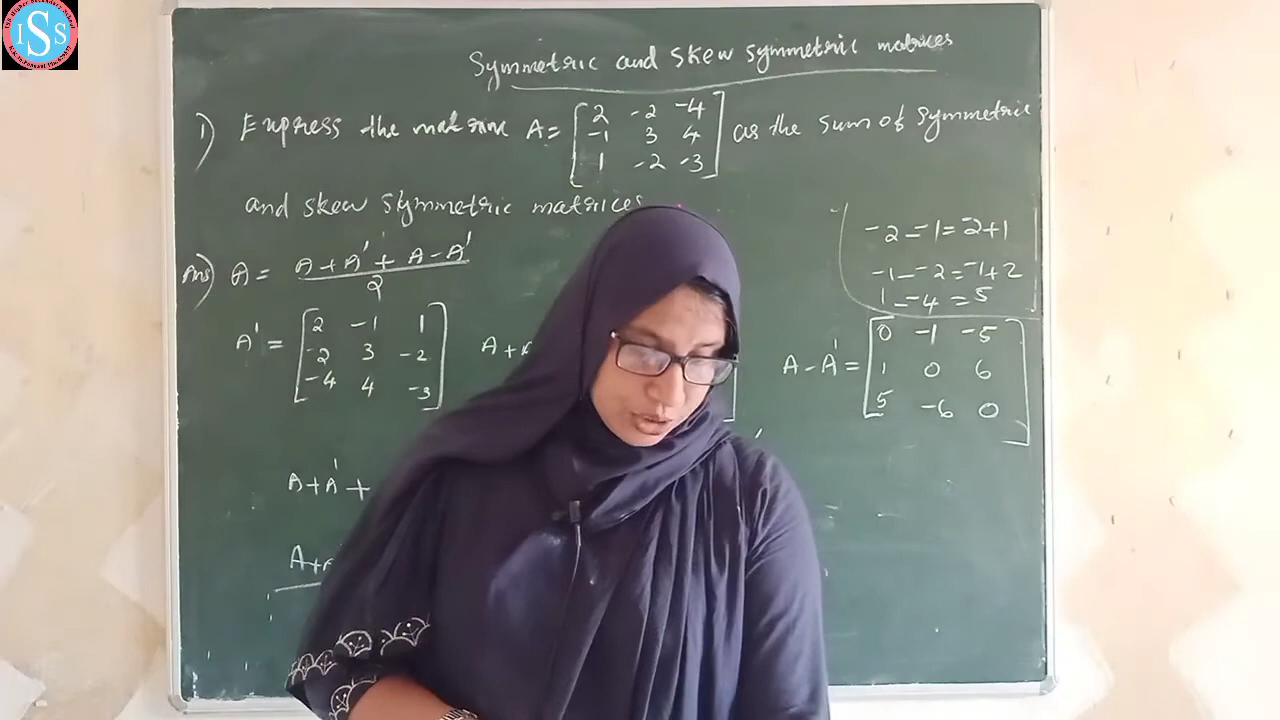 ISS
Symmetric and skew symmetric matrices
1) Express the matrix A = [ 2 -2 -4
-1 3 4
1 -2 -3 ] as the sum of symmetric
and skew symmetric matrices
Ans) A = A + A' + A - A'
2
A' = [ 2 -1 1
-2 3 -2
-4 4 -3 ]
A+
-2 - -1 = -2+1
-1 - -2 = -1+2
1 - -4 = 5
A - A' = [ 0 -1 -5
1 0 6
5 -6 0 ]
A+A' +
A+